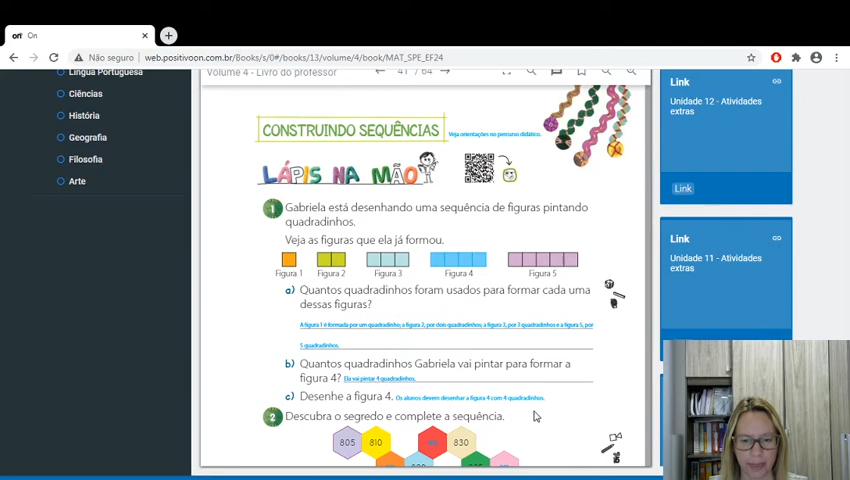 On
Não seguro | web.positivoon.com.br/Books/s/0#/books/13/volume/4/book/MAT_SPE_EF24
Língua Portuguesa
Ciências
História
Geografia
Filosofia
Arte
Volume 4 - Livro do professor
41 / 64
CONSTRUINDO SEQUÊNCIAS
Veja orientações no percurso didático.
LÁPIS NA MÃO
1 Gabriela está desenhando uma sequência de figuras pintando
quadradinhos.
Veja as figuras que ela já formou.
Figura 1 Figura 2 Figura 3 Figura 4 Figura 5
a) Quantos quadradinhos foram usados para formar cada uma
dessas figuras?
A figura 1 é formada por um quadradinho; a figura 2, por dois quadradinhos; a figura 3, por 3 quadradinhos e a figura 5, por
5 quadradinhos.
b) Quantos quadradinhos Gabriela vai pintar para formar a
figura 4? Ela vai pintar 4 quadradinhos.
c) Desenhe a figura 4. Os alunos devem desenhar a figura 4 com 4 quadradinhos.
2 Descubra o segredo e complete a sequência.
805 810 830
Link
Unidade 12 - Atividades
extras
Link
Link
Unidade 11 - Atividades
extras